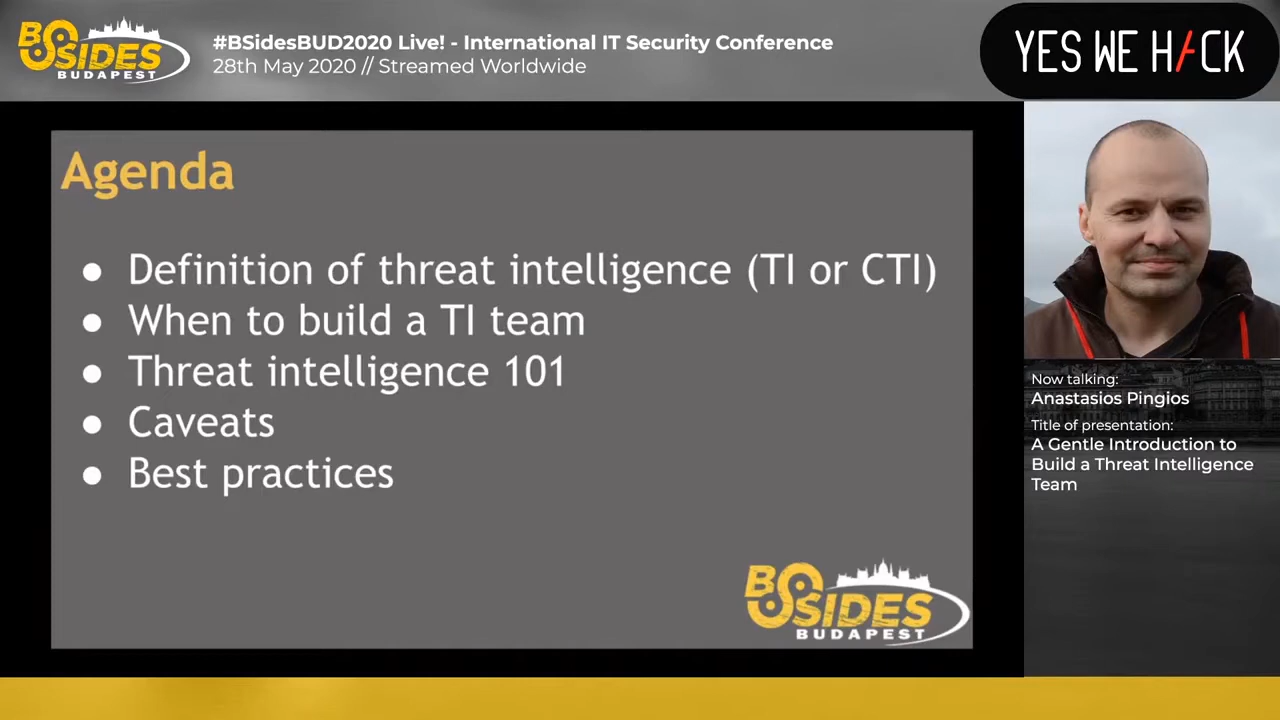 BSIDES
BUDAPEST
#BSidesBUD2020 Live! - International IT Security Conference
28th May 2020 // Streamed Worldwide
YES WE H/CK
Agenda
● Definition of threat intelligence (TI or CTI)
● When to build a TI team
● Threat intelligence 101
● Caveats
● Best practices
BSIDES
BUDAPEST
Now talking:
Anastasios Pingios
Title of presentation:
A Gentle Introduction to
Build a Threat Intelligence
Team